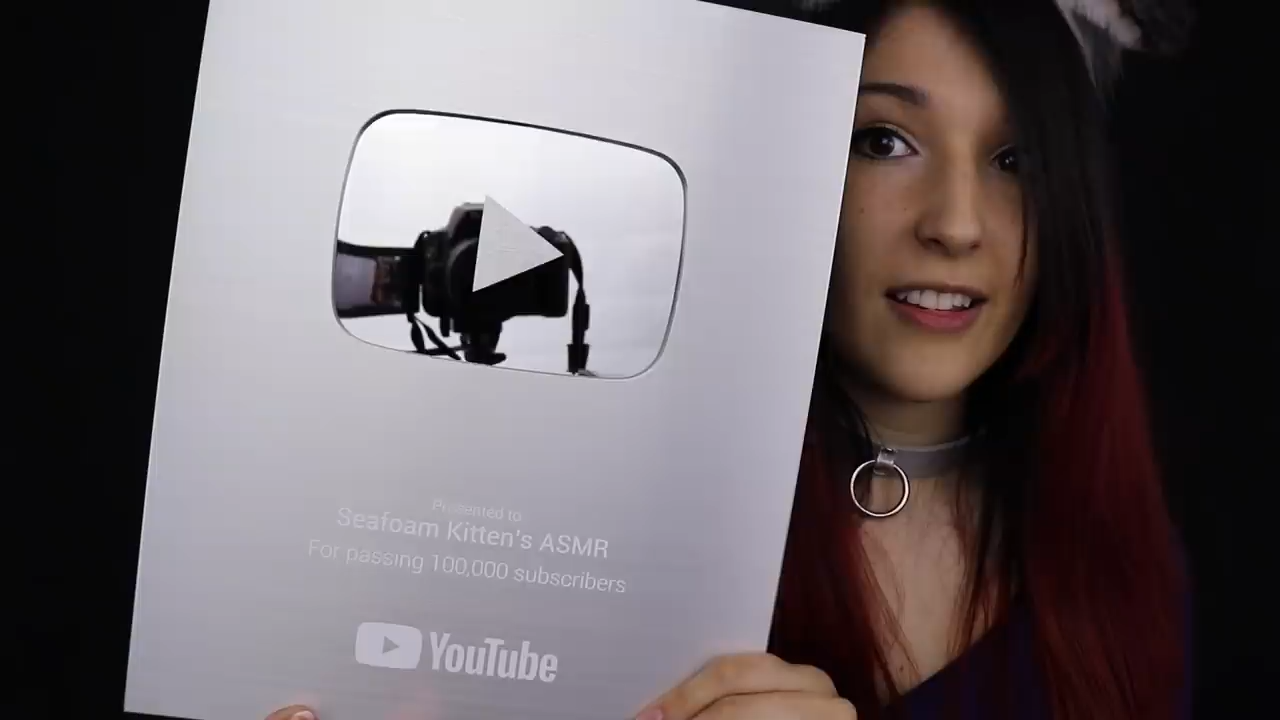 Presented to
Seafoam Kitten's ASMR
For passing 100,000 subscribers
YouTube